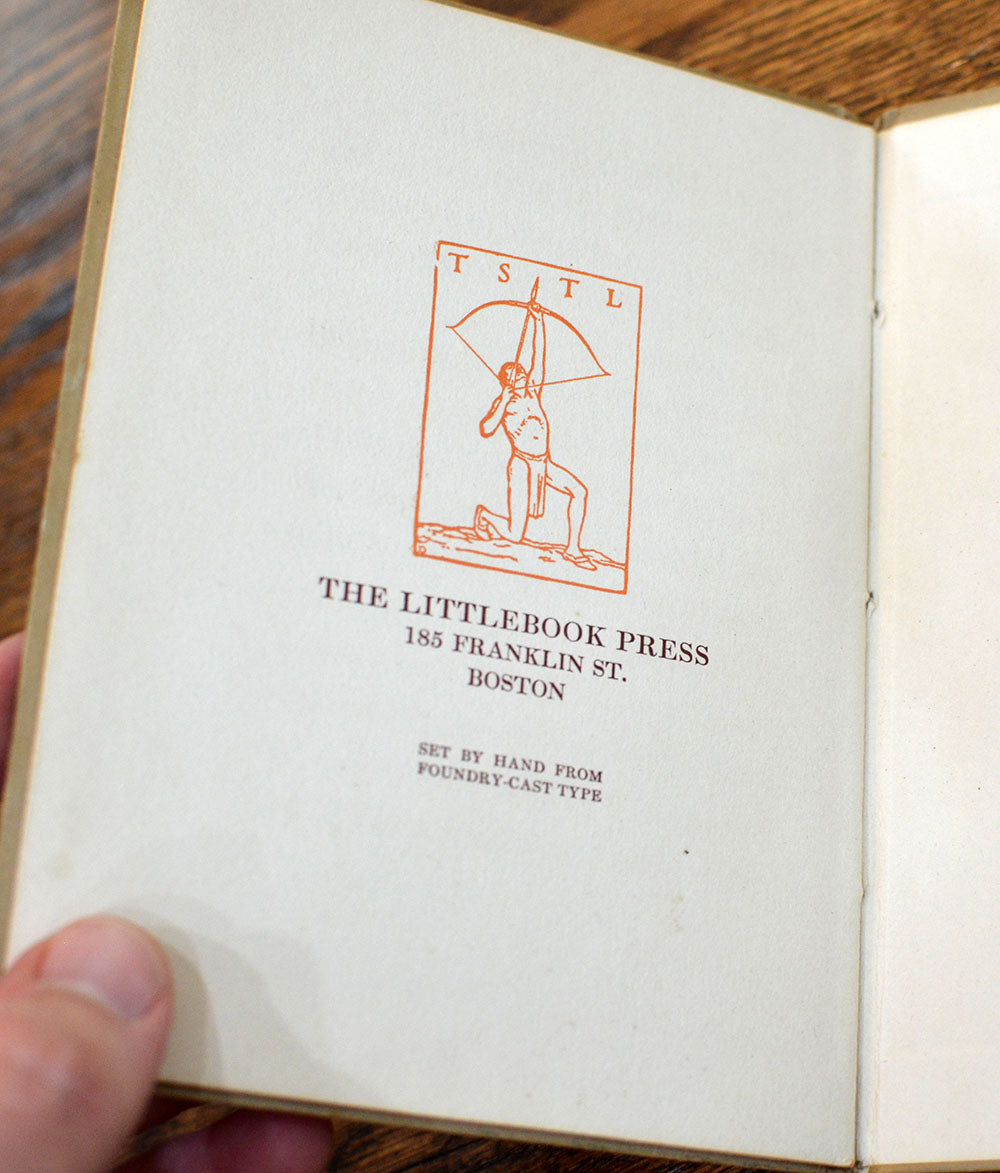 T S T L
THE LITTLEBOOK PRESS
185 FRANKLIN ST.
BOSTON
SET BY HAND FROM
FOUNDRY-CAST TYPE